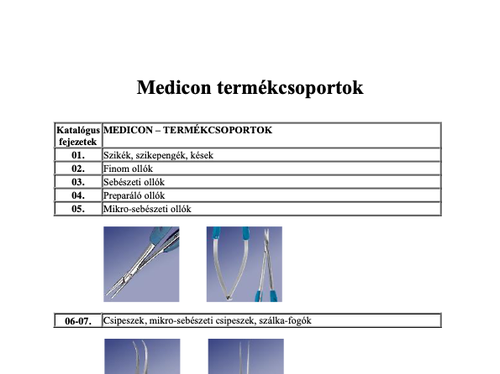 Medicon termékcsoportok
Katalógus fejezetek MEDICON – TERMÉKCSOPORTOK
01. Szikék, szikepengék, kések
02. Finom ollók
03. Sebészeti ollók
04. Preparáló ollók
05. Mikro-sebészeti ollók
06-07. Csipeszek, mikro-sebészeti csipeszek, szálka-fogók